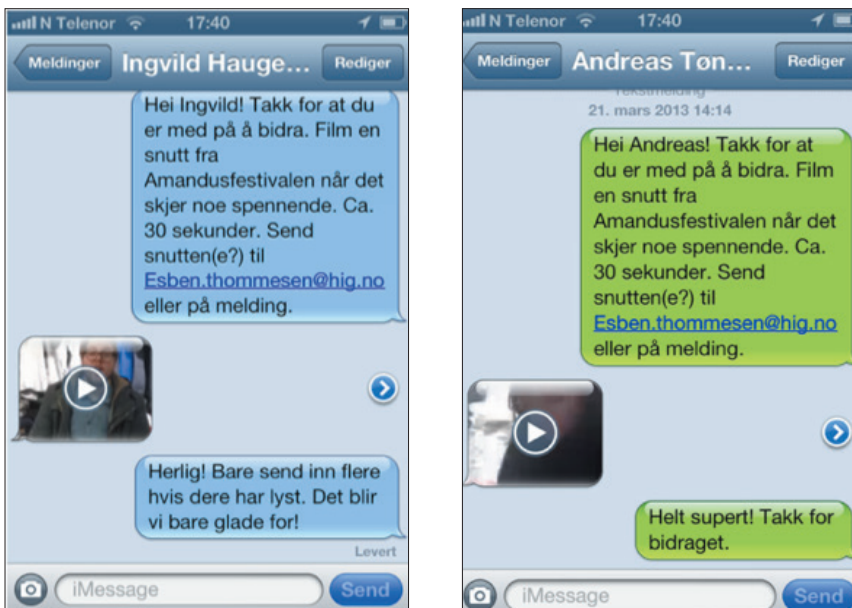 N Telenor 17:40
Meldinger Ingvild Hauge... Rediger
Hei Ingvild! Takk for at du
er med på å bidra. Film en
snutt fra
Amandusfestivalen når det
skjer noe spennende. Ca.
30 sekunder. Send
snutten(e?) til
Esben.thommesen@hig.no
eller på melding.
Herlig! Bare send inn flere
hvis dere har lyst. Det blir
vi bare glade for!
Levert
iMessage Send
N Telenor 17:40
Meldinger Andreas Tøn... Rediger
Tekstmelding
21. mars 2013 14:14
Hei Andreas! Takk for at
du er med på å bidra. Film
en snutt fra
Amandusfestivalen når det
skjer noe spennende. Ca.
30 sekunder. Send
snutten(e?) til
Esben.thommesen@hig.no
eller på melding.
Helt supert! Takk for
bidraget.
iMessage Send